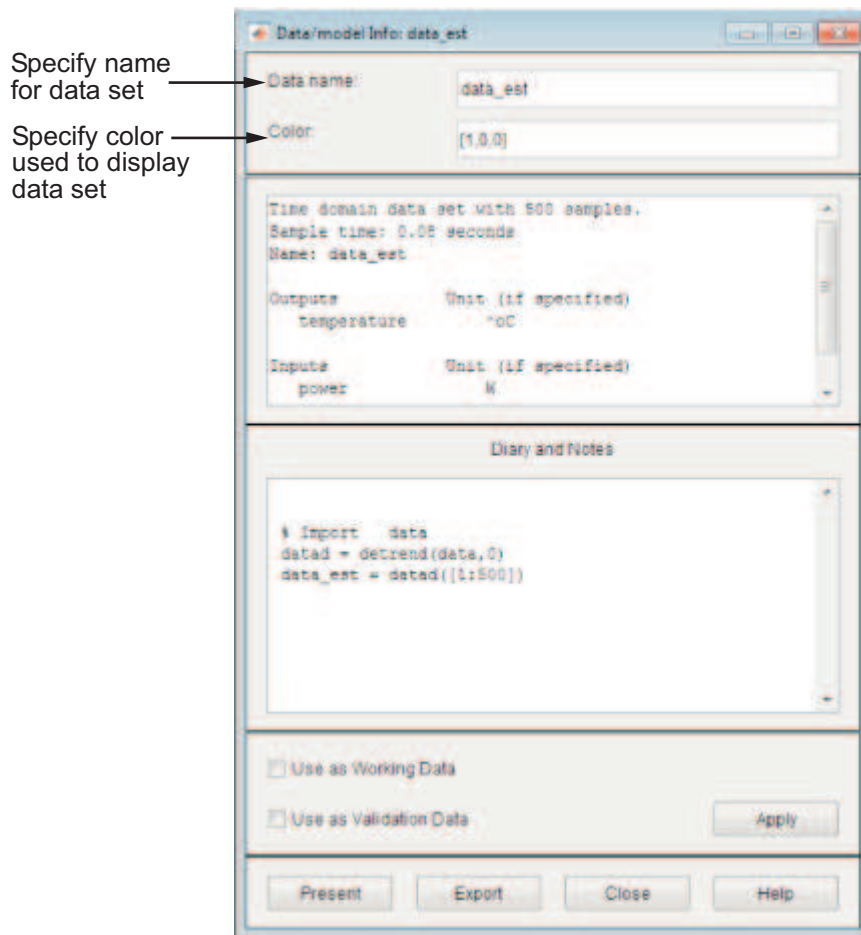 Data/model Info: data_est
Specify name
for data set
Data name:
data_est
Specify color
used to display
data set
Color:
[1,0,0]
Time domain data set with 500 samples.
Sample time: 0.08 seconds
Name: data_est
Outputs Unit (if specified)
temperature ^oC
Inputs Unit (if specified)
power W
Diary and Notes
% Import data
datad = detrend(data,0)
data_est = datad([1:500])
Use as Working Data
Use as Validation Data
Apply
Present Export Close Help